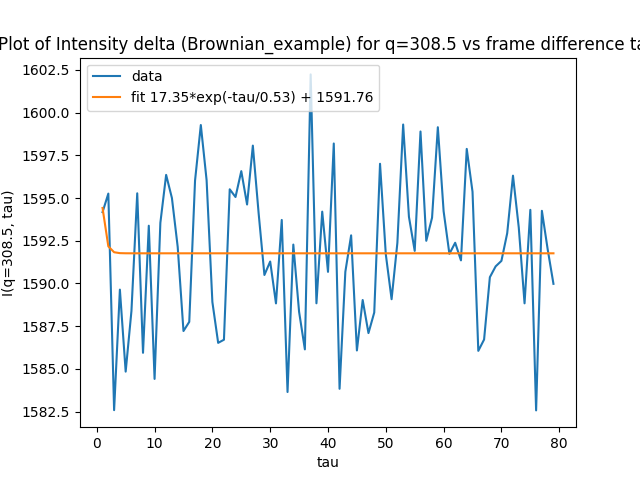 Plot of Intensity delta (Brownian_example) for q=308.5 vs frame difference ta
1602.5
1600.0
1597.5
1595.0
1592.5
1590.0
1587.5
1585.0
1582.5
I(q=308.5, tau)
data
fit 17.35*exp(-tau/0.53) + 1591.76
0 10 20 30 40 50 60 70 80
tau